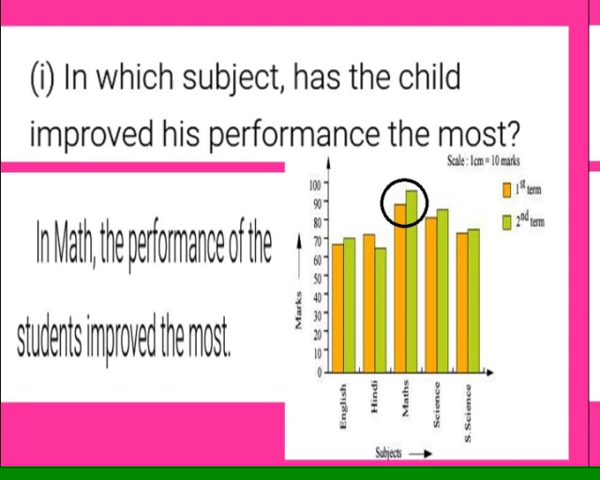 (i) In which subject, has the child
improved his performance the most?
Scale : 1cm = 10 marks
1st term
2nd term
In Math, the performance of the
students improved the most.
Marks
100
90
80
70
60
50
40
30
20
10
0
English
Hindi
Maths
Science
S.Science
Subjects